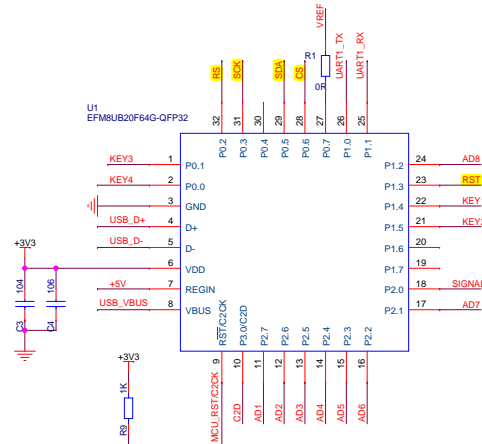 VREF
RS
SCK
SDA
CS
R1
0R
UART1_TX
UART1_RX
U1
EFM8UB20F64G-QFP32
32
31
30
29
28
27
26
25
P0.2
P0.3
P0.4
P0.5
P0.6
P0.7
P1.0
P1.1
KEY3 1 P0.1
KEY4 2 P0.0
3 GND
USB_D+ 4 D+
USB_D- 5 D-
6 VDD
+5V 7 REGIN
USB_VBUS 8 VBUS
P1.2 24 AD8
P1.3 23 RST
P1.4 22 KEY1
P1.5 21 KEY2
P1.6 20
P1.7 19
P2.0 18 SIGNAL
P2.1 17 AD7
RST/C2CK
P3.0/C2D
P2.7
P2.6
P2.5
P2.4
P2.3
P2.2
9
10
11
12
13
14
15
16
MCU_RST/C2CK
C2D
AD1
AD2
AD3
AD4
AD5
AD6
+3V3
104
C3
106
C4
+3V3
1K
R9